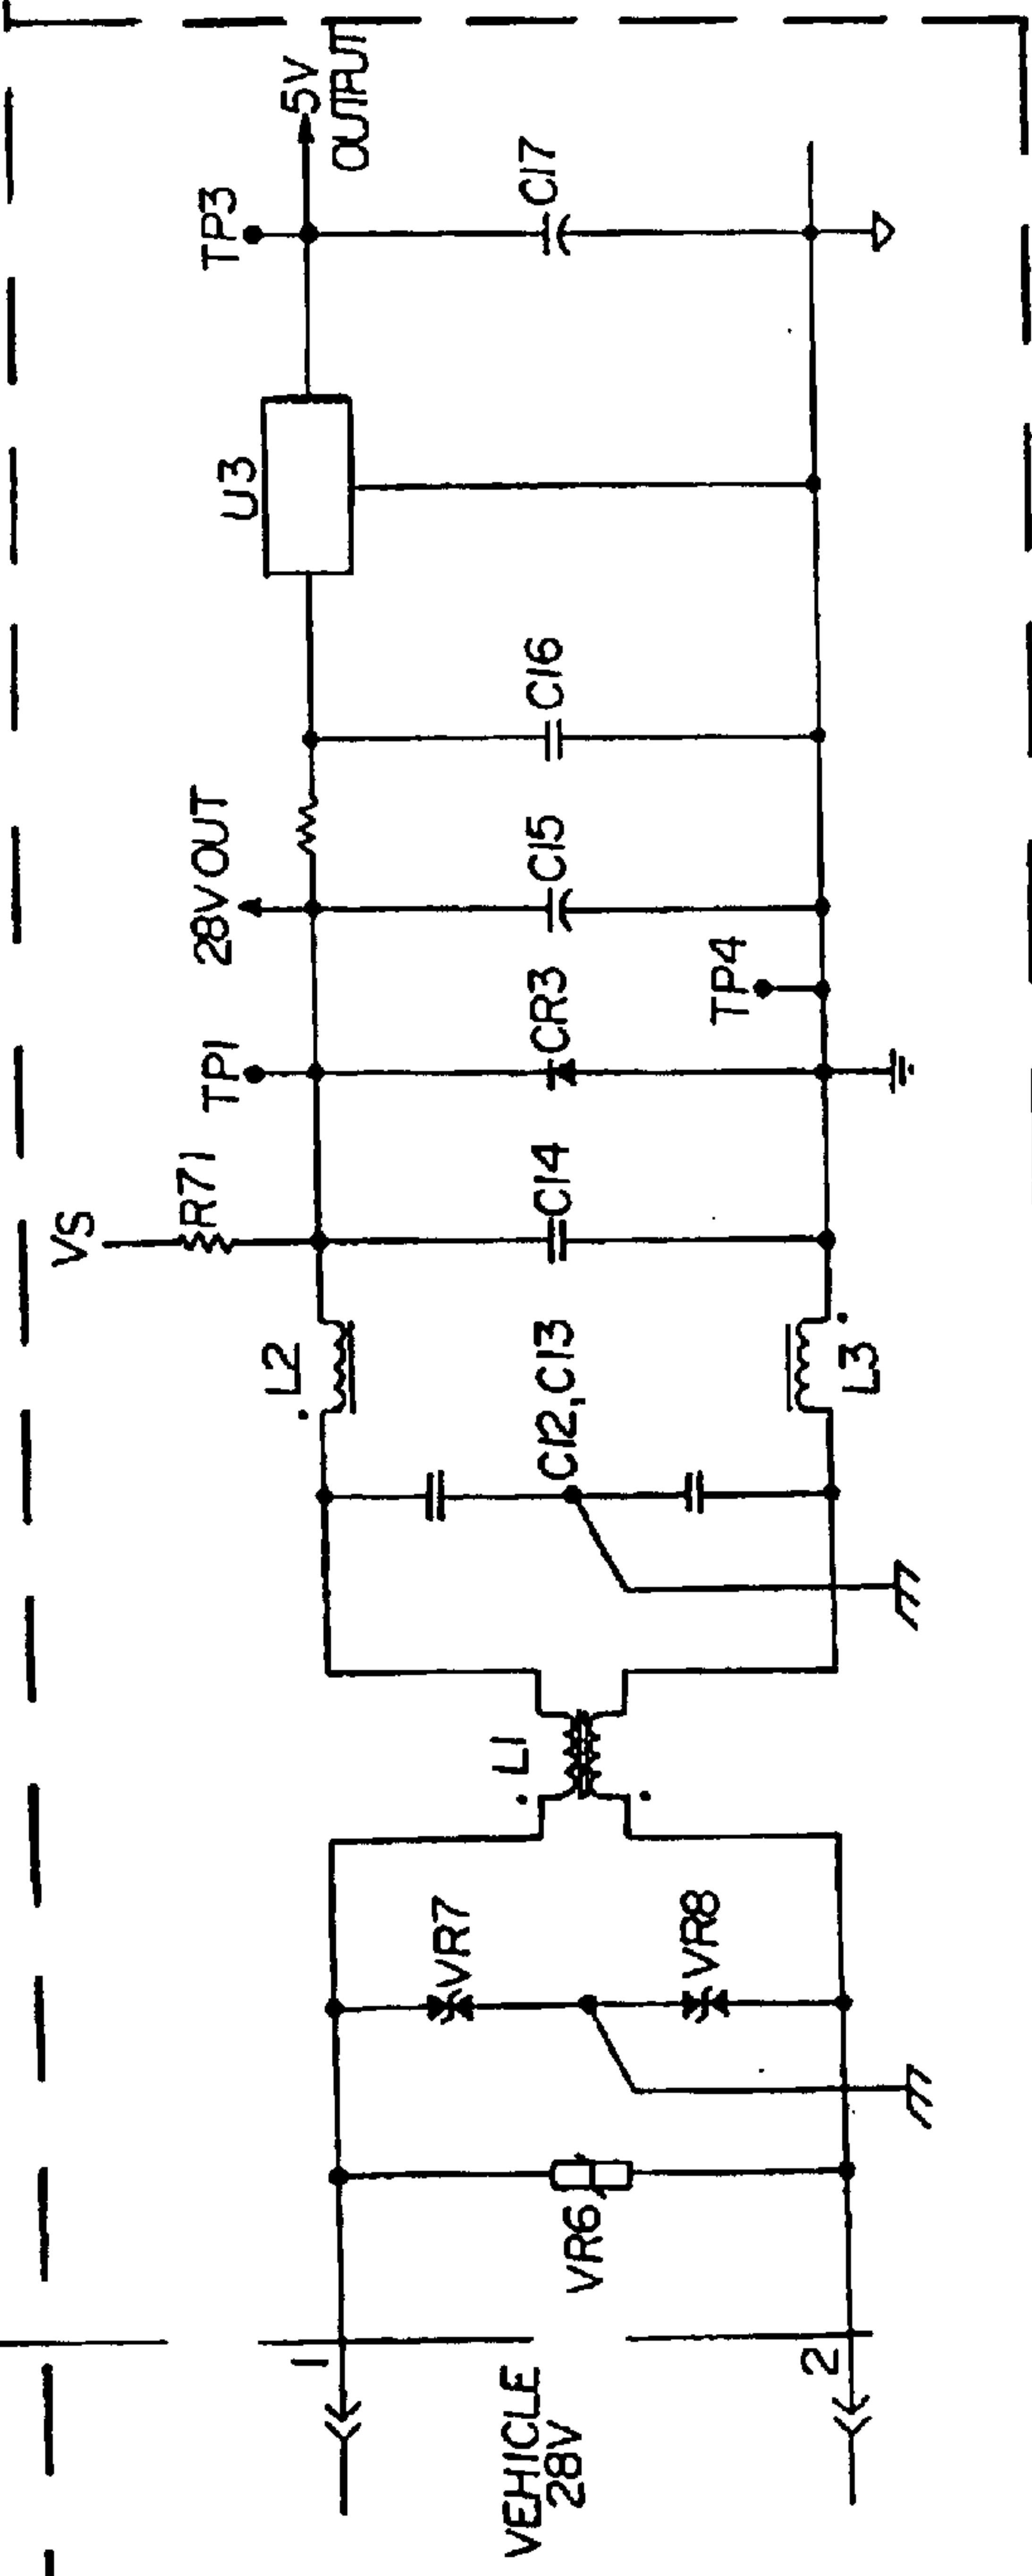 VEHICLE
28V
1
2
VR6
VR7
VR8
L1
C12,C13
L2
L3
VS
R71
C14
TP1
CR3
TP4
28V OUT
C15
C16
U3
TP3
C17
5V
OUTPUT